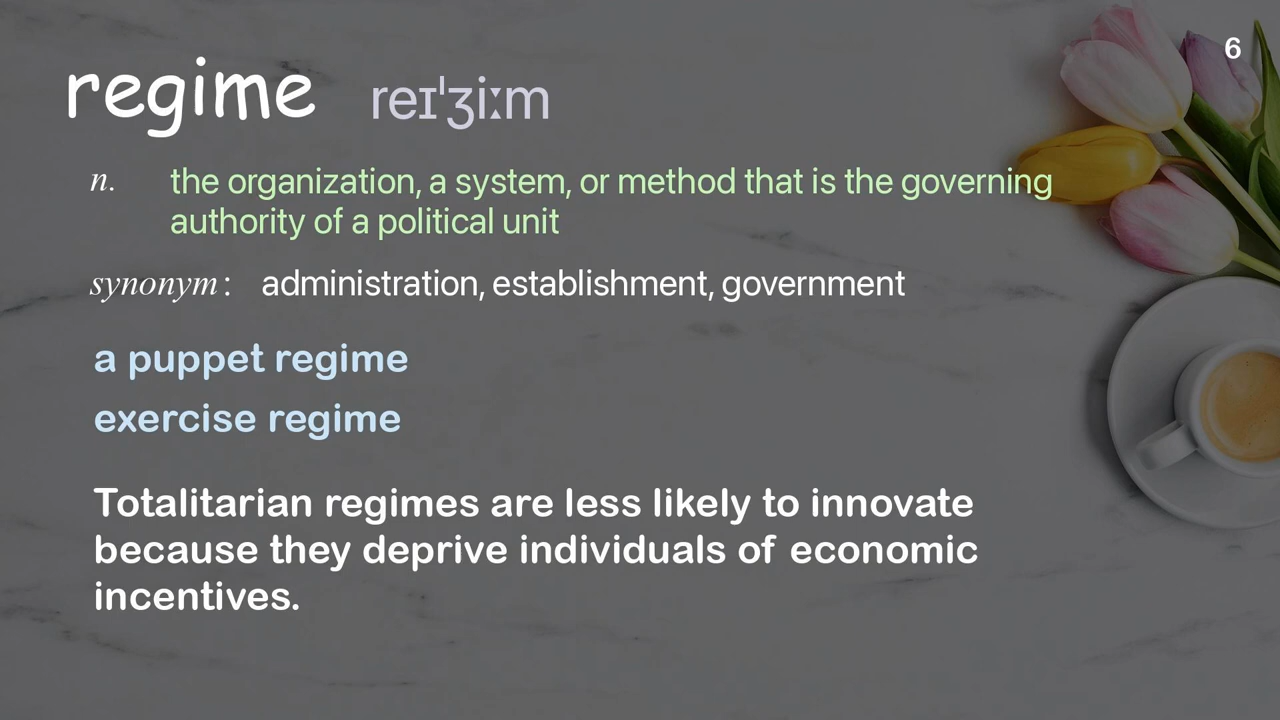 6
regime reɪˈʒiːm
n. the organization, a system, or method that is the governing
authority of a political unit
synonym: administration, establishment, government
a puppet regime
exercise regime
Totalitarian regimes are less likely to innovate
because they deprive individuals of economic
incentives.